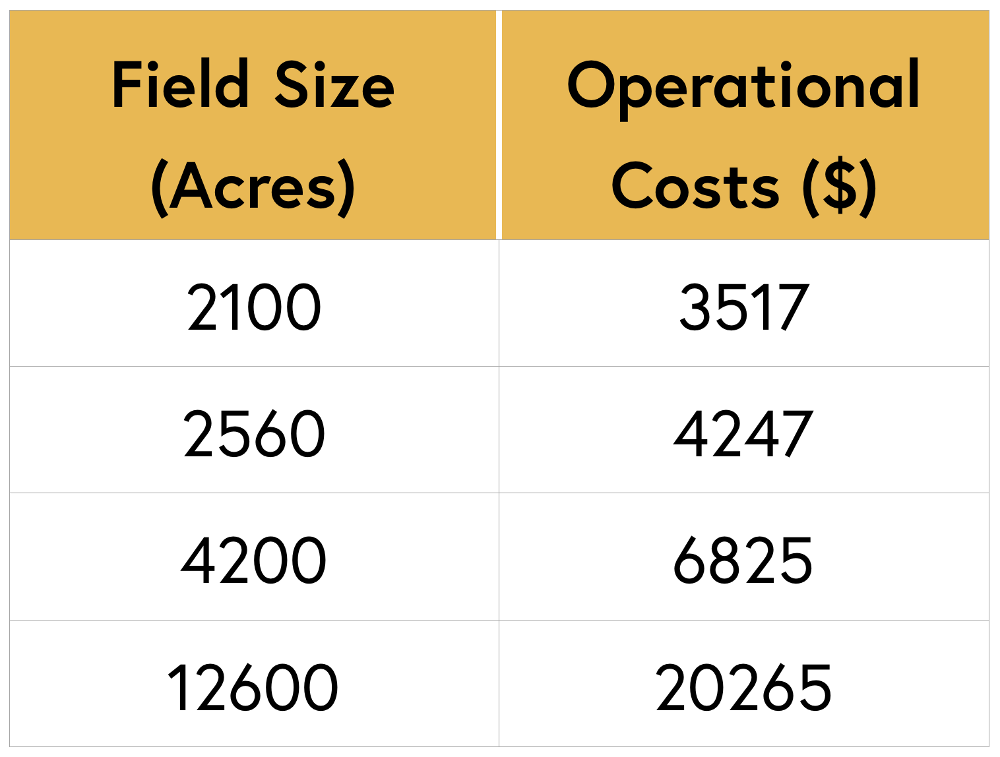 Field Size
(Acres)
Operational
Costs ($)
2100
3517
2560
4247
4200
6825
12600
20265